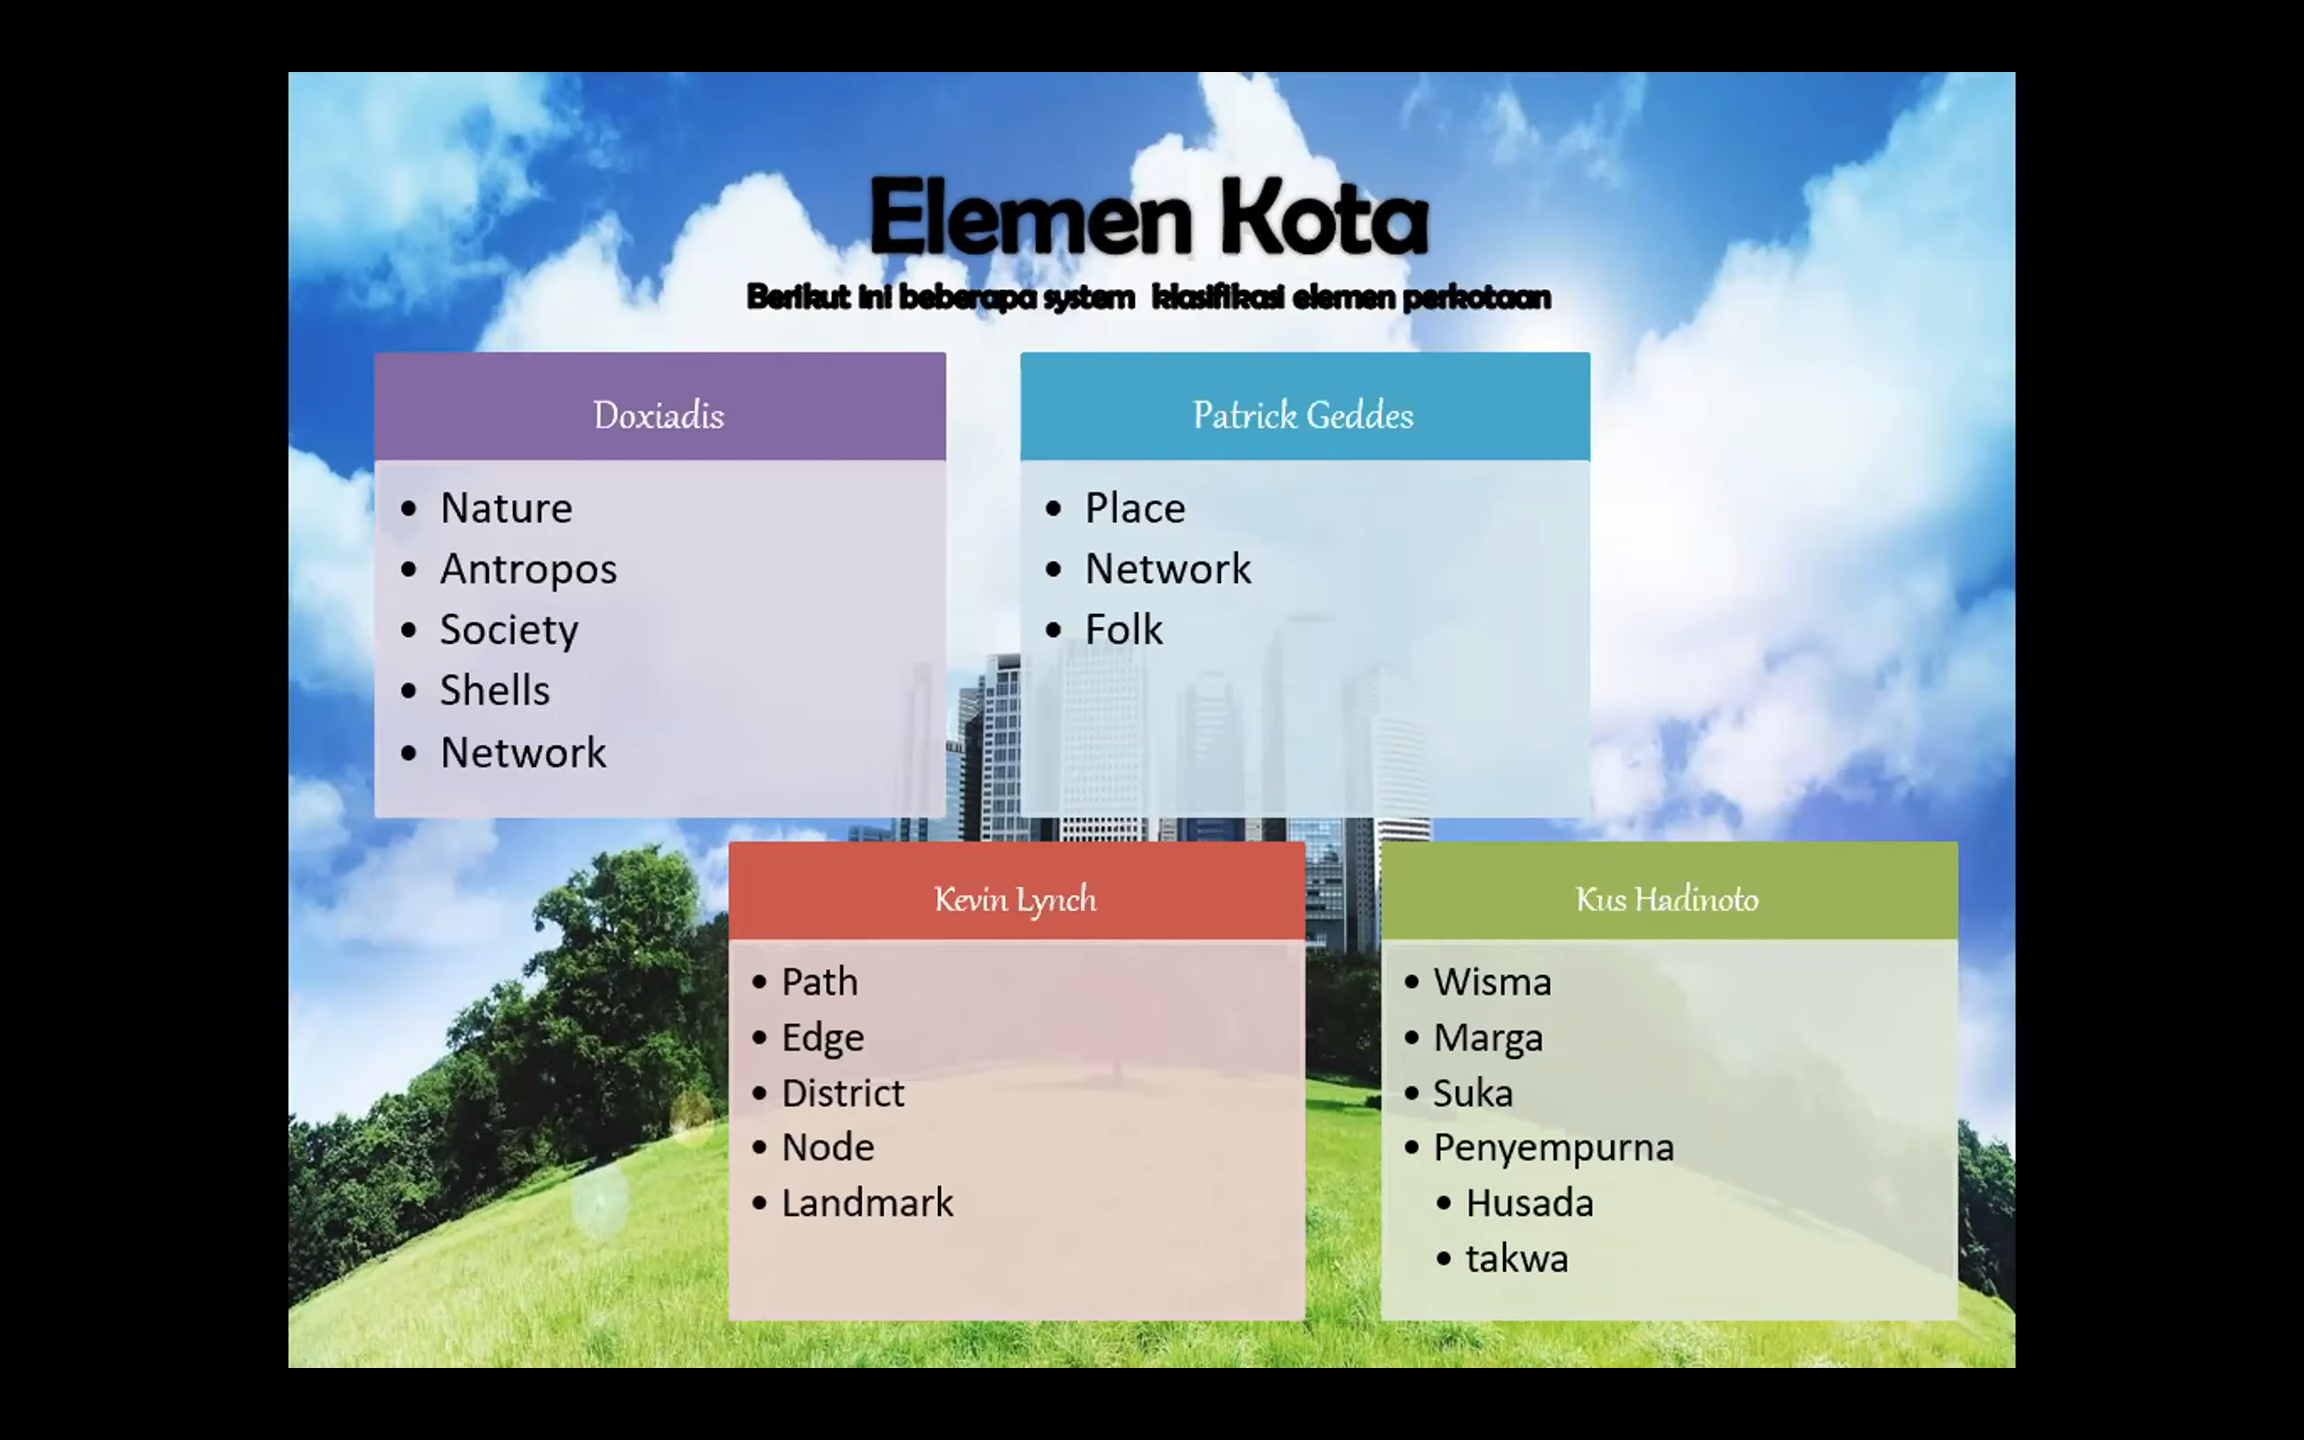 Elemen Kota
Berikut ini beberapa system klasifikasi elemen perkotaan
Doxiadis
• Nature
• Antropos
• Society
• Shells
• Network
Patrick Geddes
• Place
• Network
• Folk
Kevin Lynch
• Path
• Edge
• District
• Node
• Landmark
Kus Hadinoto
• Wisma
• Marga
• Suka
• Penyempurna
• Husada
• takwa